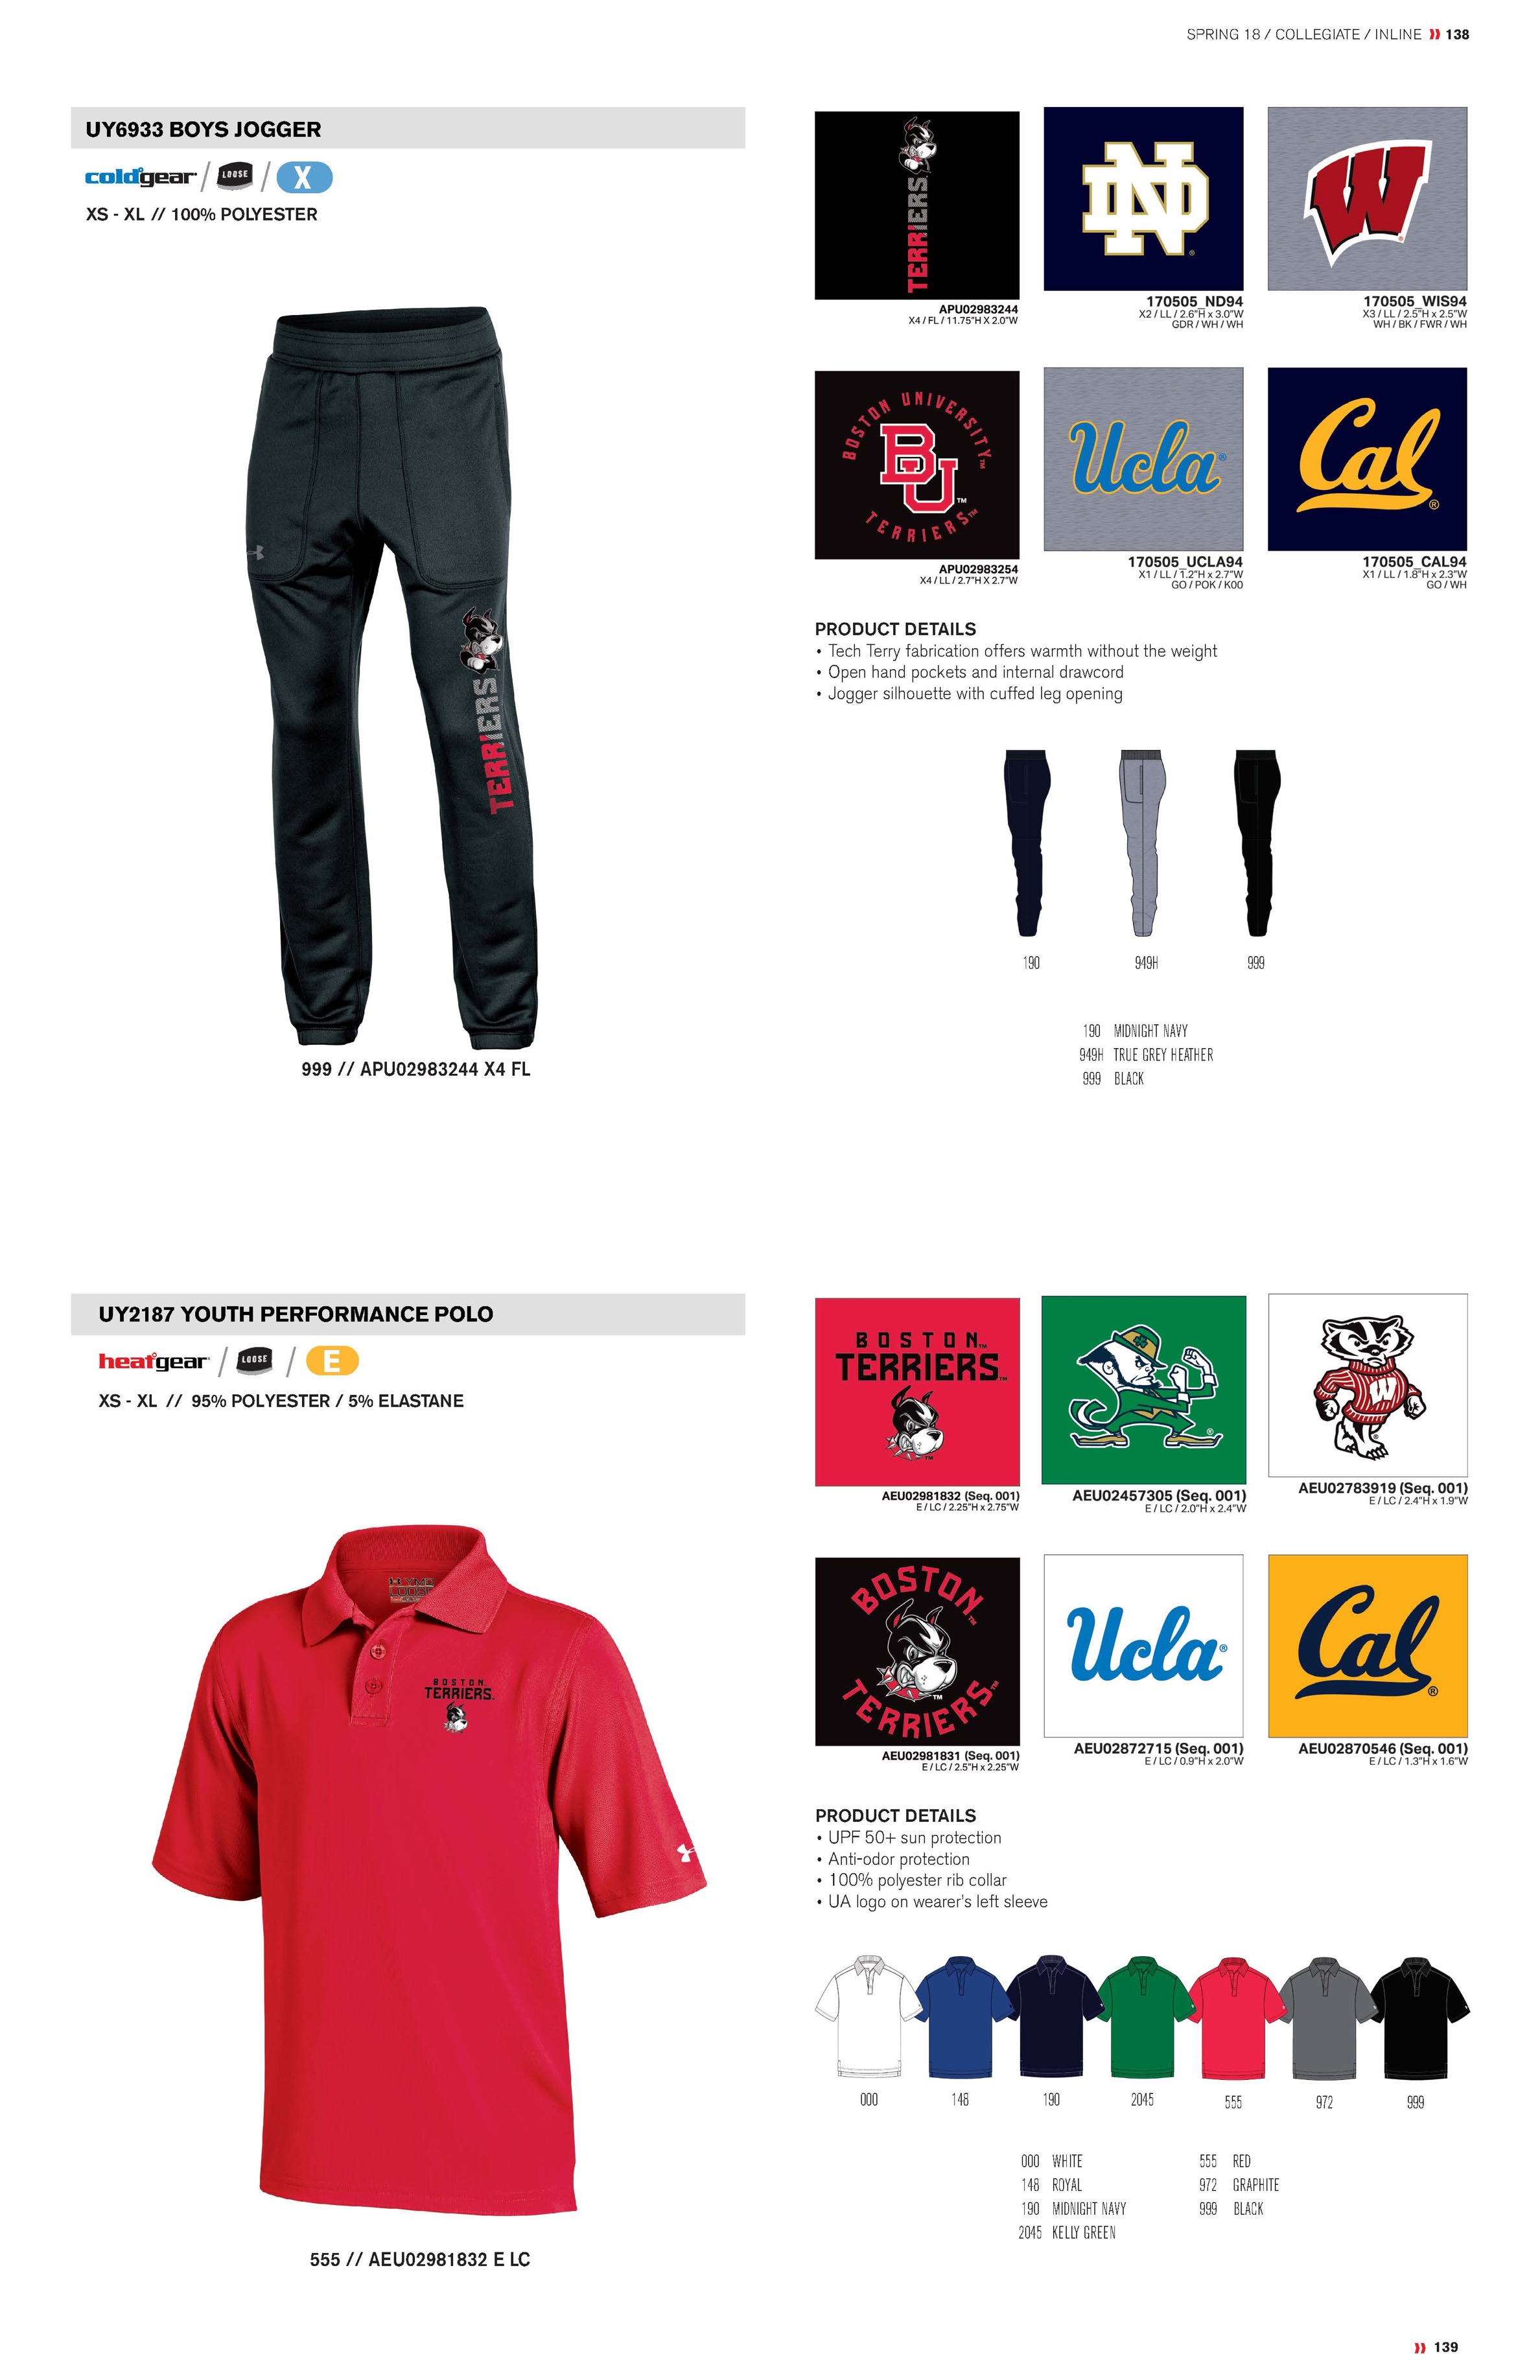 SPRING 18 / COLLEGIATE / INLINE 138
UY6933 BOYS JOGGER
coldgear / LOOSE / X
XS - XL // 100% POLYESTER
TERRIERS
999 // APU02983244 X4 FL
TERRIERS
APU02983244
X4 / FL / 11.75"H X 2.0"W
ND
®
170505_ND94
X2 / LL / 2.6"H x 3.0"W
GDR / WH / WH
W
®
170505_WIS94
X3 / LL / 2.5"H x 2.5"W
WH / BK / FWR / WH
BOSTON UNIVERSITY™
BU™
TERRIERS™
APU02983254
X4 / LL / 2.7"H X 2.7"W
Ucla®
170505_UCLA94
X1 / LL / 1.2"H x 2.7"W
GO / POK / K00
Cal®
170505_CAL94
X1 / LL / 1.8"H x 2.3"W
GO / WH
PRODUCT DETAILS
• Tech Terry fabrication offers warmth without the weight
• Open hand pockets and internal drawcord
• Jogger silhouette with cuffed leg opening
190 949H 999
190 MIDNIGHT NAVY
949H TRUE GREY HEATHER
999 BLACK
UY2187 YOUTH PERFORMANCE POLO
heatgear / LOOSE / E
XS - XL // 95% POLYESTER / 5% ELASTANE
LOOSE
BOSTON
TERRIERS
555 // AEU02981832 E LC
BOSTON™
TERRIERS™
™
AEU02981832 (Seq. 001)
E / LC / 2.25"H x 2.75"W
®
AEU02457305 (Seq. 001)
E / LC / 2.0"H x 2.4"W
W
®
AEU02783919 (Seq. 001)
E / LC / 2.4"H x 1.9"W
BOSTON™
™
TERRIERS™
AEU02981831 (Seq. 001)
E / LC / 2.5"H x 2.25"W
Ucla®
AEU02872715 (Seq. 001)
E / LC / 0.9"H x 2.0"W
Cal®
AEU02870546 (Seq. 001)
E / LC / 1.3"H x 1.6"W
PRODUCT DETAILS
• UPF 50+ sun protection
• Anti-odor protection
• 100% polyester rib collar
• UA logo on wearer's left sleeve
000 148 190 2045 555 972 999
000 WHITE
148 ROYAL
190 MIDNIGHT NAVY
2045 KELLY GREEN
555 RED
972 GRAPHITE
999 BLACK
139